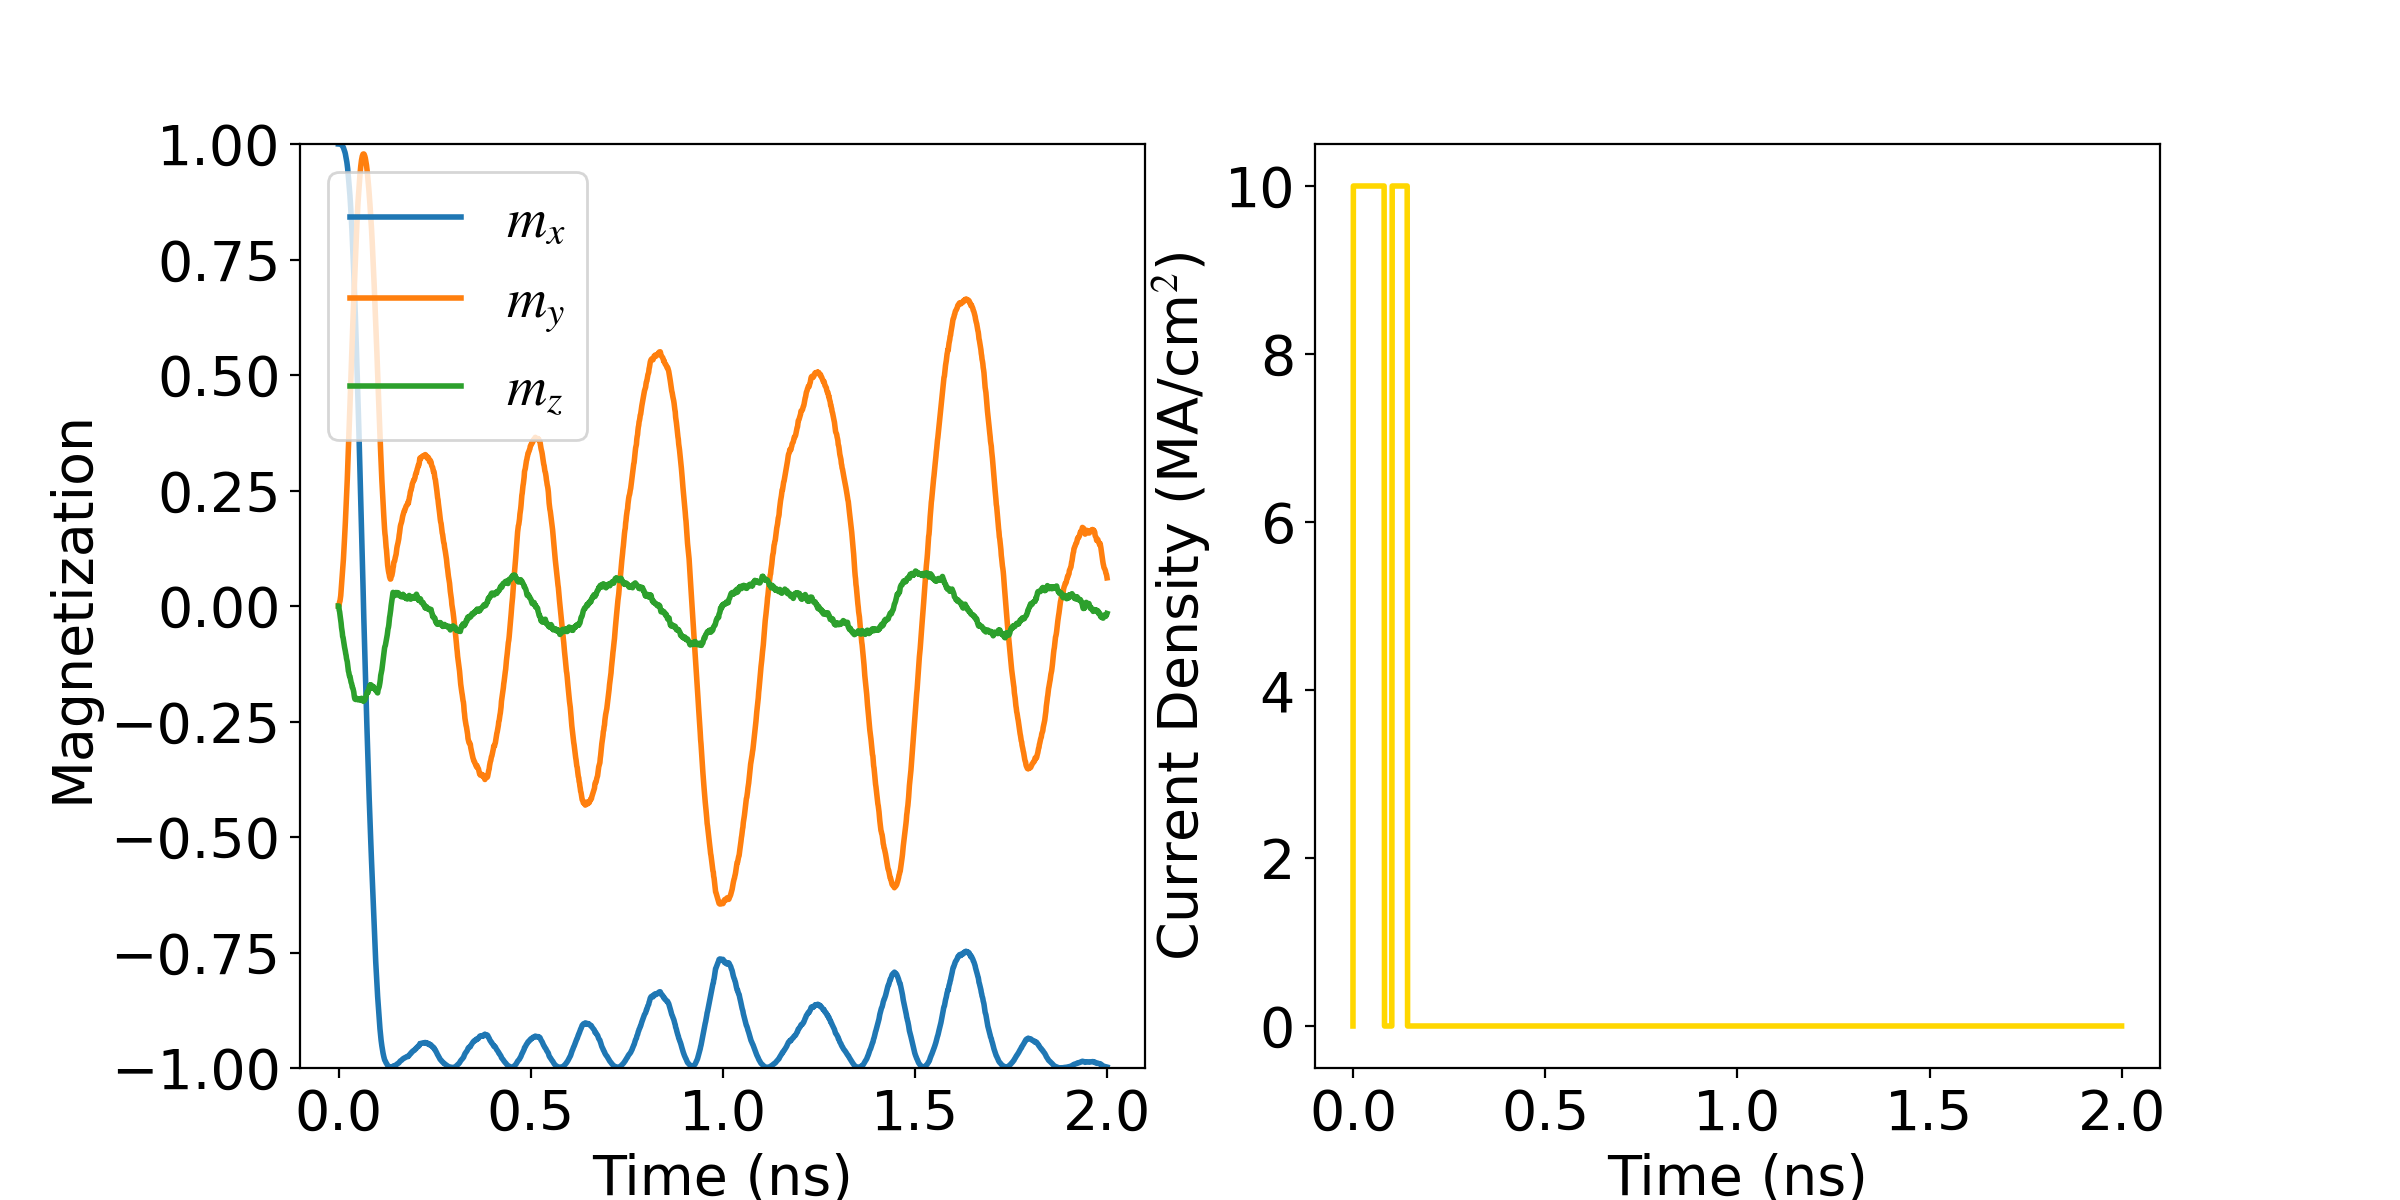 Magnetization
1.00
0.75
0.50
0.25
0.00
−0.25
−0.50
−0.75
−1.00
m_x
m_y
m_z
0.0 0.5 1.0 1.5 2.0
Time (ns)
Current Density (MA/cm²)
10
8
6
4
2
0
0.0 0.5 1.0 1.5 2.0
Time (ns)